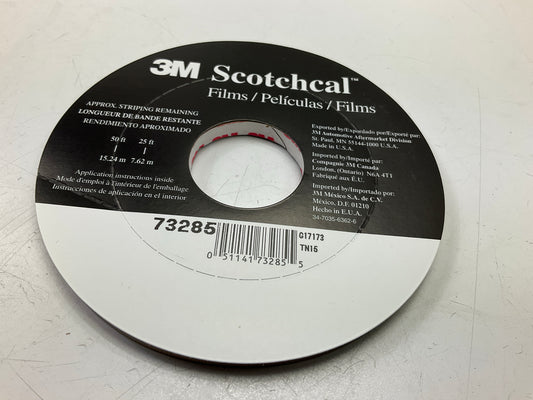 3M Scotchcal™
Films / Películas / Films
APPROX. STRIPING REMAINING
LONGUEUR DE BANDE RESTANTE
RENDIMIENTO APROXIMADO
50 ft 25 ft
15.24 m 7.62 m
Application instructions inside
Mode d'emploi à l'intérieur de l'emballage
Instrucciones de aplicación en el interior
Exported by/Expordado por/Exporté par:
3M Automotive Aftermarket Division
St. Paul, MN 55144-1000 U.S.A.
Made in U.S.A.
Imported by/Importé par:
Compagnie 3M Canada
London, (Ontario) N6A 4T1
Fabriqué aux É.U.
Imported by/Importado por:
3M México S.A. de C.V.
México, D.F. 01210
Hecho en E.U.A.
34-7035-6362-6
73285
G17173
TN15
0 51141 73285 5